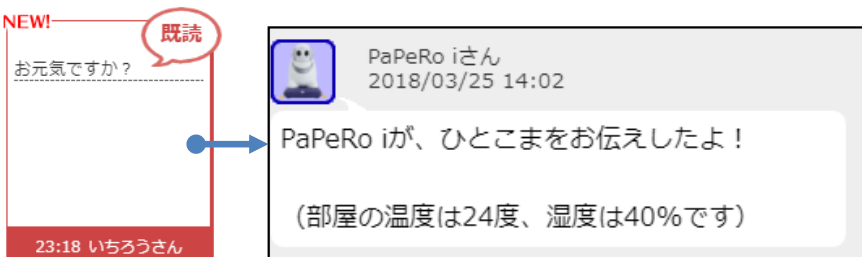 NEW!
既読
お元気ですか？
23:18 いちろうさん
PaPeRo iさん
2018/03/25 14:02
PaPeRo iが、ひとこまをお伝えしたよ！
（部屋の温度は24度、湿度は40%です）